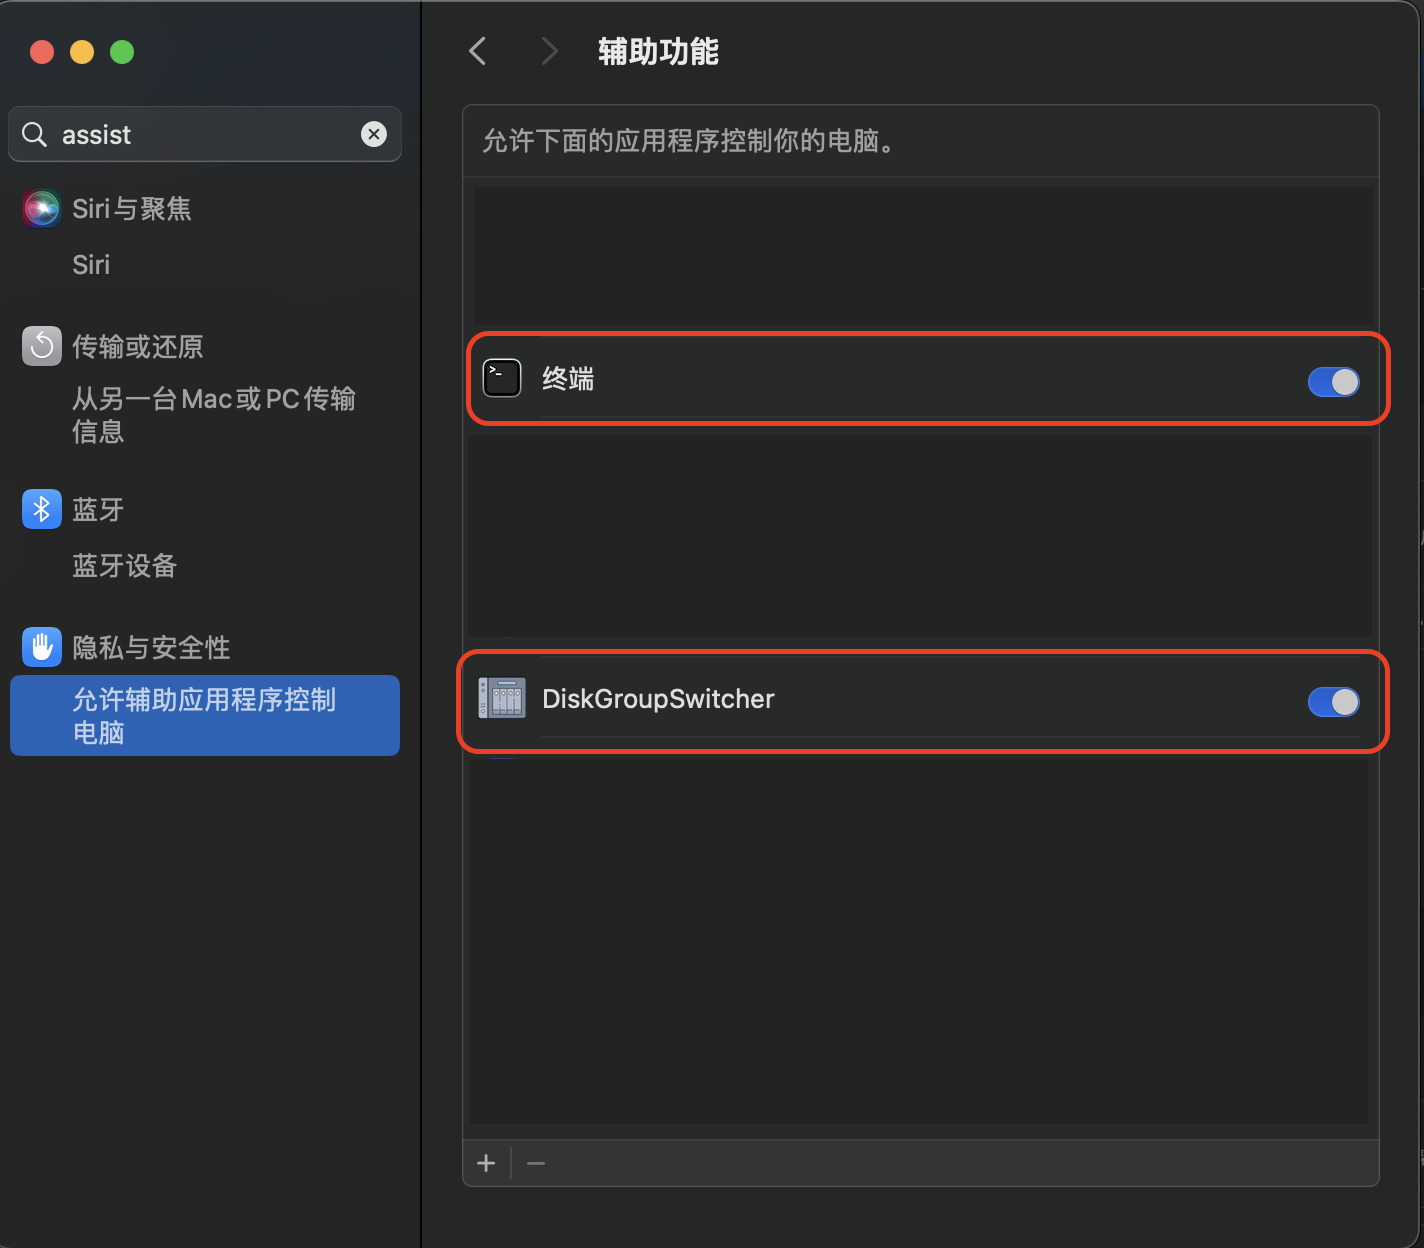 辅助功能
assist
Siri与聚焦
Siri
传输或还原
从另一台Mac或PC传输
信息
蓝牙
蓝牙设备
隐私与安全性
允许辅助应用程序控制
电脑
允许下面的应用程序控制你的电脑。
终端
DiskGroupSwitcher